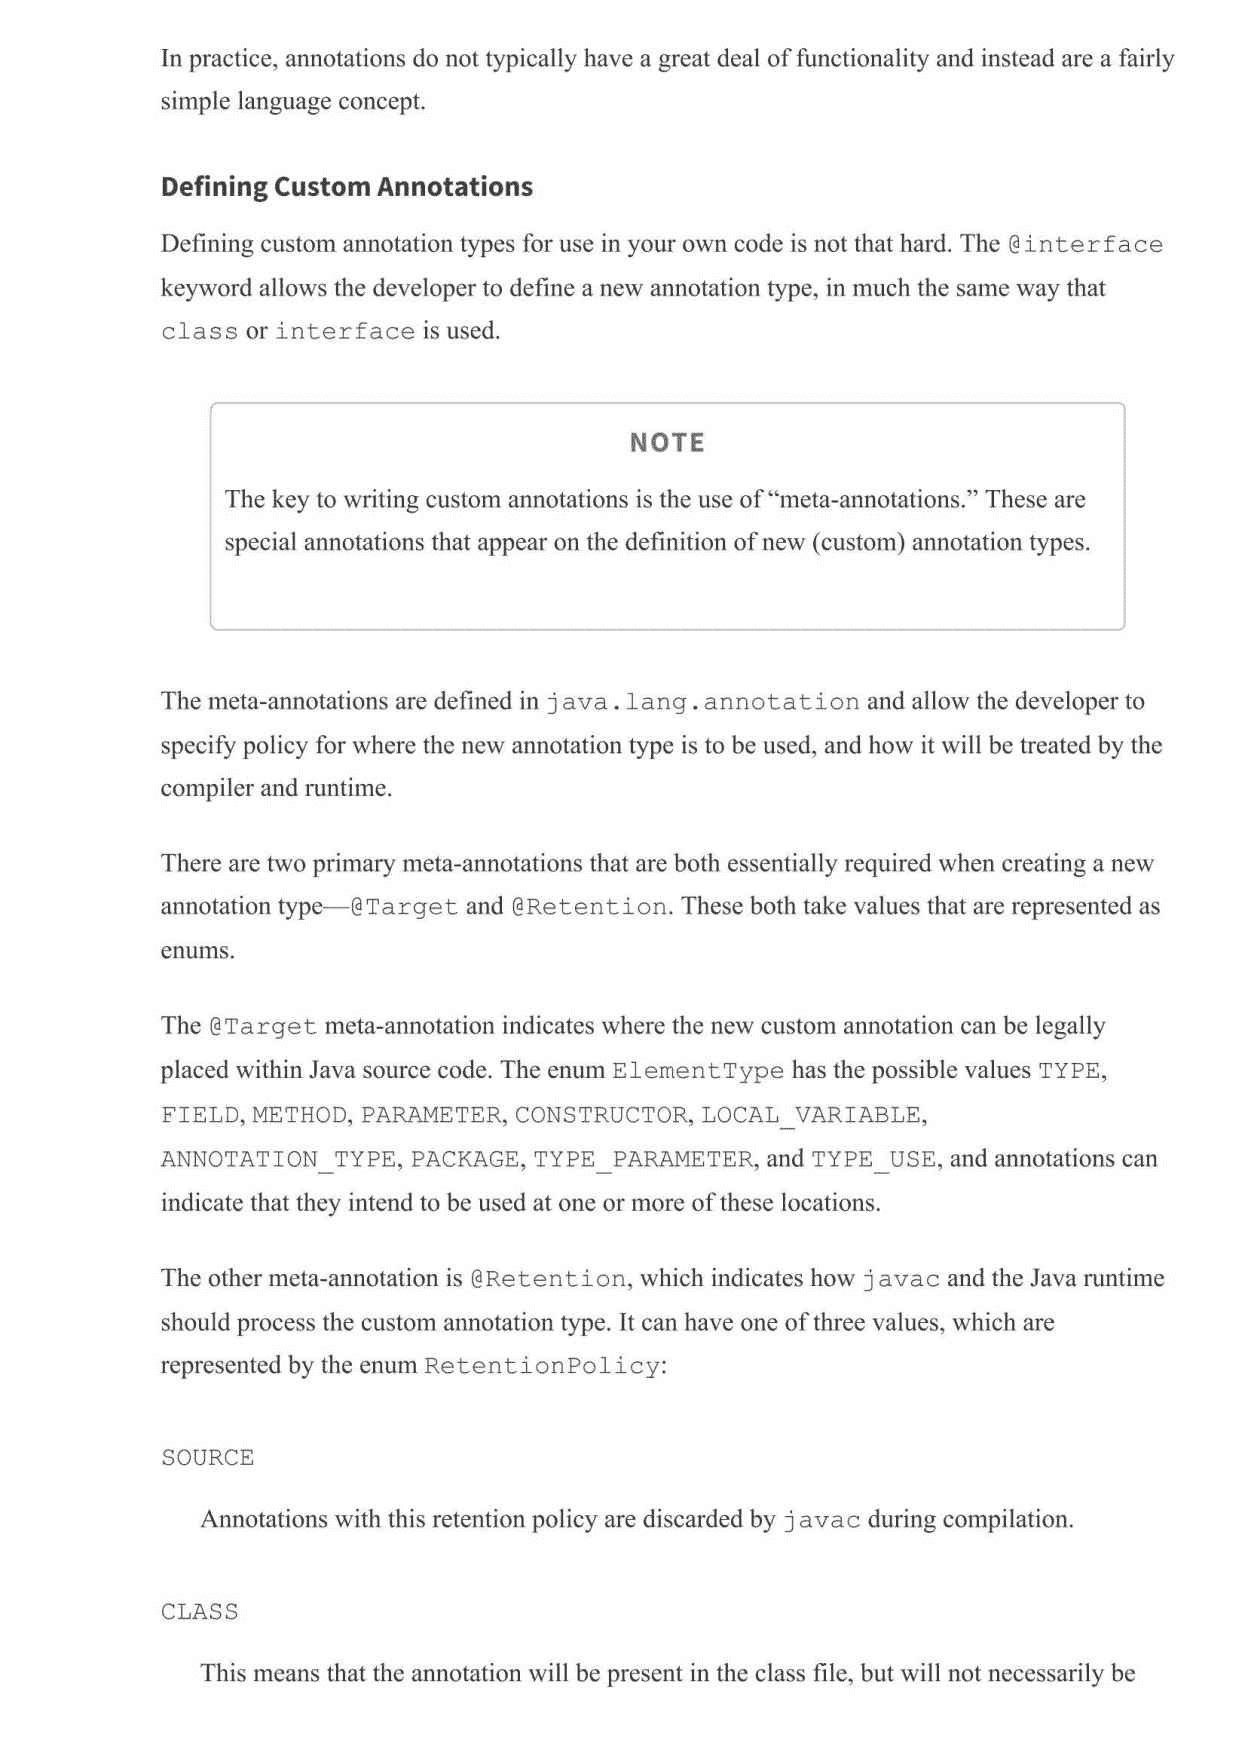 In practice, annotations do not typically have a great deal of functionality and instead are a fairly
simple language concept.
Defining Custom Annotations
Defining custom annotation types for use in your own code is not that hard. The @interface
keyword allows the developer to define a new annotation type, in much the same way that
class or interface is used.
NOTE
The key to writing custom annotations is the use of “meta-annotations.” These are
special annotations that appear on the definition of new (custom) annotation types.
The meta-annotations are defined in java.lang.annotation and allow the developer to
specify policy for where the new annotation type is to be used, and how it will be treated by the
compiler and runtime.
There are two primary meta-annotations that are both essentially required when creating a new
annotation type—@Target and @Retention. These both take values that are represented as
enums.
The @Target meta-annotation indicates where the new custom annotation can be legally
placed within Java source code. The enum ElementType has the possible values TYPE,
FIELD, METHOD, PARAMETER, CONSTRUCTOR, LOCAL_VARIABLE,
ANNOTATION_TYPE, PACKAGE, TYPE_PARAMETER, and TYPE_USE, and annotations can
indicate that they intend to be used at one or more of these locations.
The other meta-annotation is @Retention, which indicates how javac and the Java runtime
should process the custom annotation type. It can have one of three values, which are
represented by the enum RetentionPolicy:
SOURCE
Annotations with this retention policy are discarded by javac during compilation.
CLASS
This means that the annotation will be present in the class file, but will not necessarily be